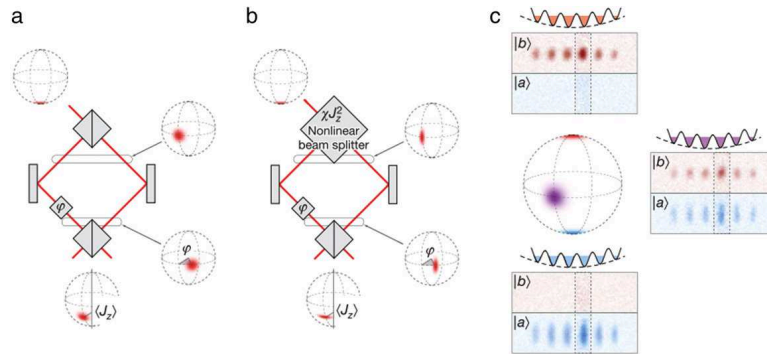 a
φ
φ
⟨J_z⟩
b
χJ_z^2
Nonlinear
beam splitter
φ
φ
⟨J_z⟩
c
|b⟩
|a⟩
|b⟩
|a⟩
|b⟩
|a⟩